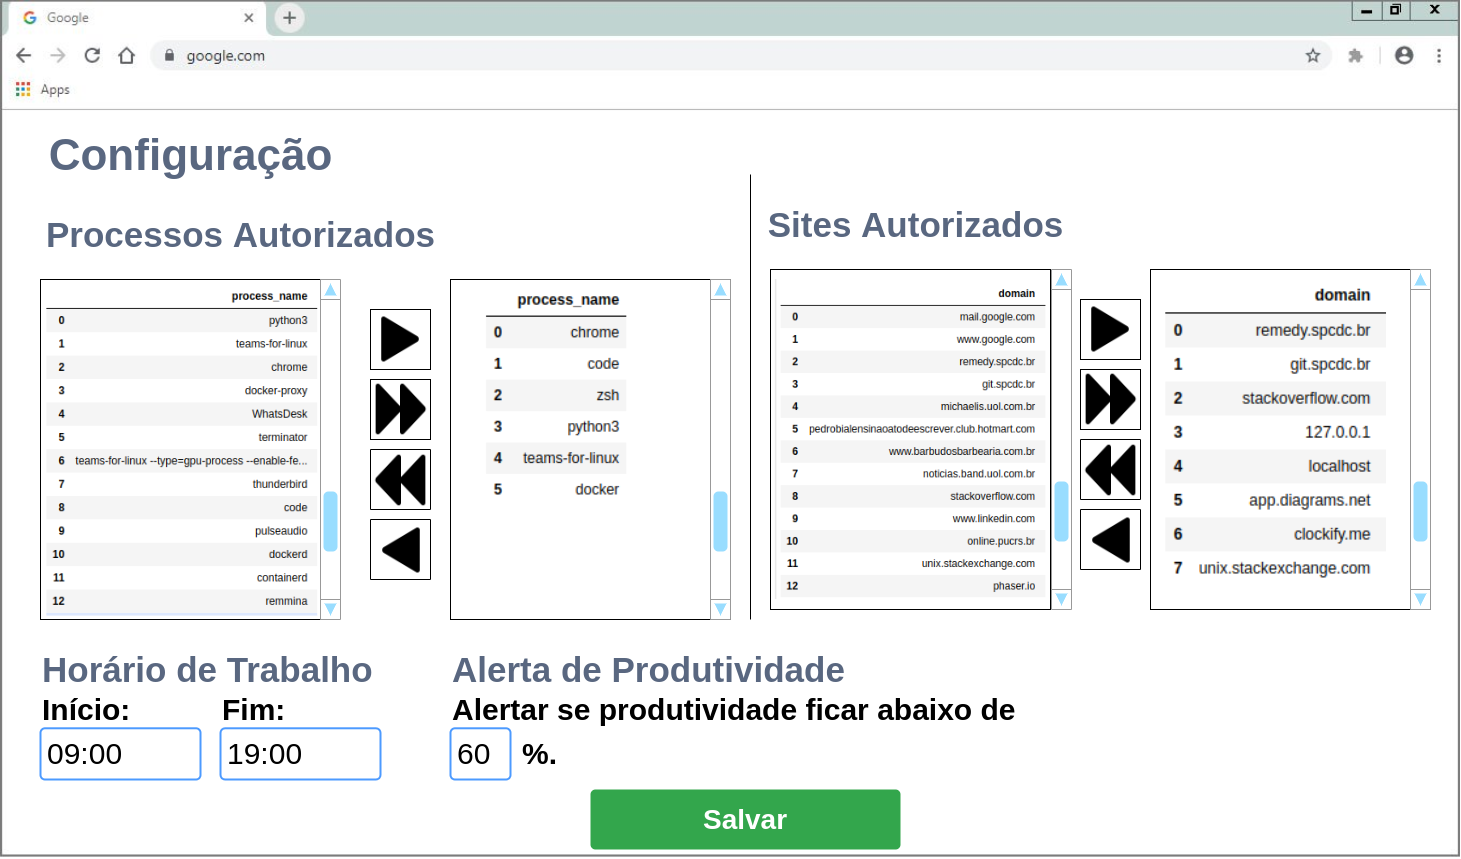 Google
google.com
Apps
Configuração
Processos Autorizados
process_name
0 python3
1 teams-for-linux
2 chrome
3 docker-proxy
4 WhatsDesk
5 terminator
6 teams-for-linux --type=gpu-process --enable-fe...
7 thunderbird
8 code
9 pulseaudio
10 dockerd
11 containerd
12 remmina
process_name
0 chrome
1 code
2 zsh
3 python3
4 teams-for-linux
5 docker
Sites Autorizados
domain
0 mail.google.com
1 www.google.com
2 remedy.spcdc.br
3 git.spcdc.br
4 michaelis.uol.com.br
5 pedrobialensinaoatodeescrever.club.hotmart.com
6 www.barbudosbarbearia.com.br
7 noticias.band.uol.com.br
8 stackoverflow.com
9 www.linkedin.com
10 online.pucrs.br
11 unix.stackexchange.com
12 phaser.io
domain
0 remedy.spcdc.br
1 git.spcdc.br
2 stackoverflow.com
3 127.0.0.1
4 localhost
5 app.diagrams.net
6 clockify.me
7 unix.stackexchange.com
Horário de Trabalho
Início: Fim:
09:00 19:00
Alerta de Produtividade
Alertar se produtividade ficar abaixo de
60 %.
Salvar